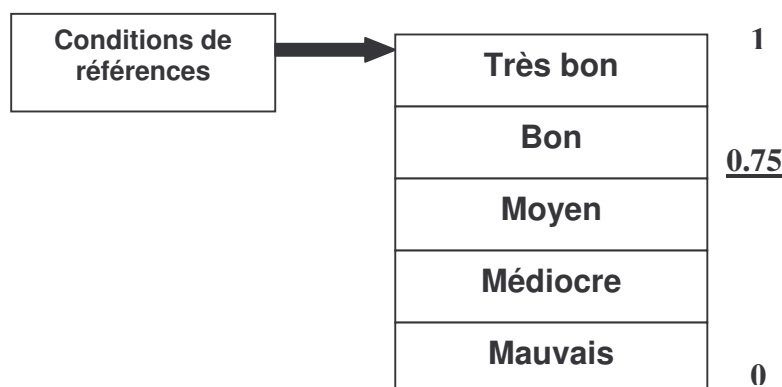 Conditions de
références
Très bon
1
Bon
0.75
Moyen
Médiocre
Mauvais
0